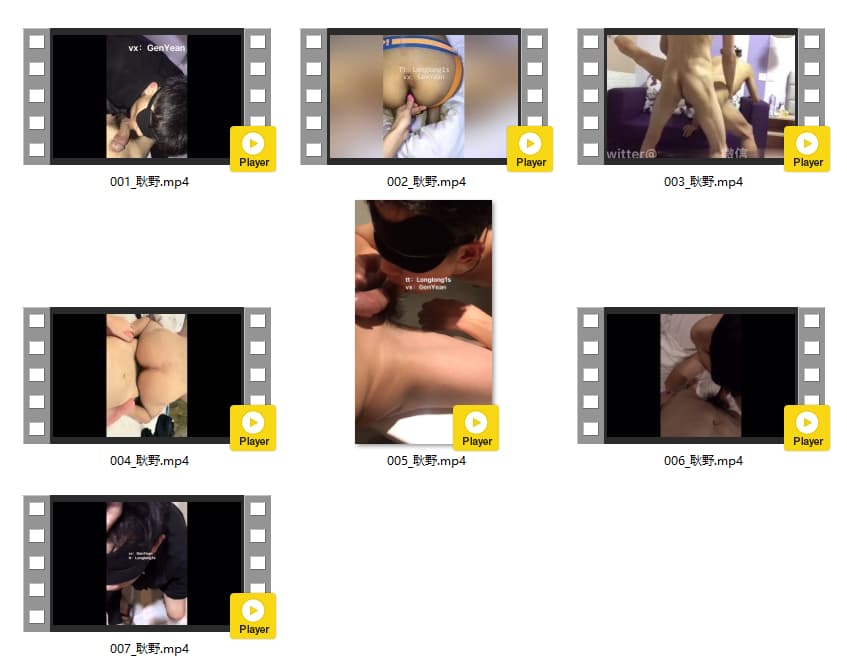 vx: GenYean
Player
001_耿野.mp4
Tt: Longlong1s
vx: GenYean
Player
002_耿野.mp4
witter@
微信
Player
003_耿野.mp4
Player
004_耿野.mp4
tt: Longlong1s
vx: GenYean
Player
005_耿野.mp4
Player
006_耿野.mp4
vx: GenYean
tt: Longlong1s
Player
007_耿野.mp4